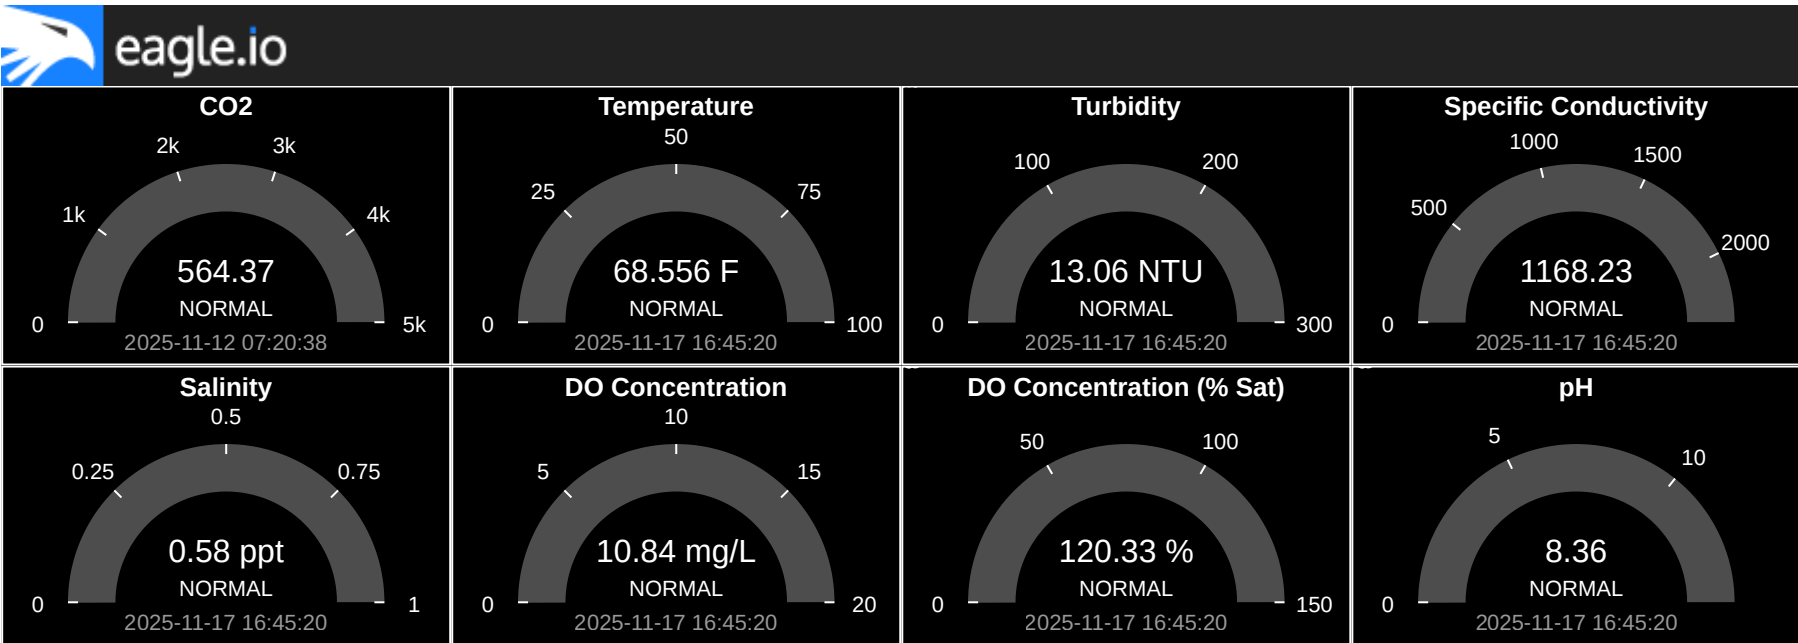 eagle.io
CO2
2k
3k
1k
4k
564.37
NORMAL
0
5k
2025-11-12 07:20:38
Temperature
50
25
75
68.556 F
NORMAL
0
100
2025-11-17 16:45:20
Turbidity
100
200
13.06 NTU
NORMAL
0
300
2025-11-17 16:45:20
Specific Conductivity
1000
1500
500
2000
1168.23
NORMAL
0
2025-11-17 16:45:20
Salinity
0.5
0.25
0.75
0.58 ppt
NORMAL
0
1
2025-11-17 16:45:20
DO Concentration
10
5
15
10.84 mg/L
NORMAL
0
20
2025-11-17 16:45:20
DO Concentration (% Sat)
50
100
120.33 %
NORMAL
0
150
2025-11-17 16:45:20
pH
5
10
8.36
NORMAL
0
2025-11-17 16:45:20